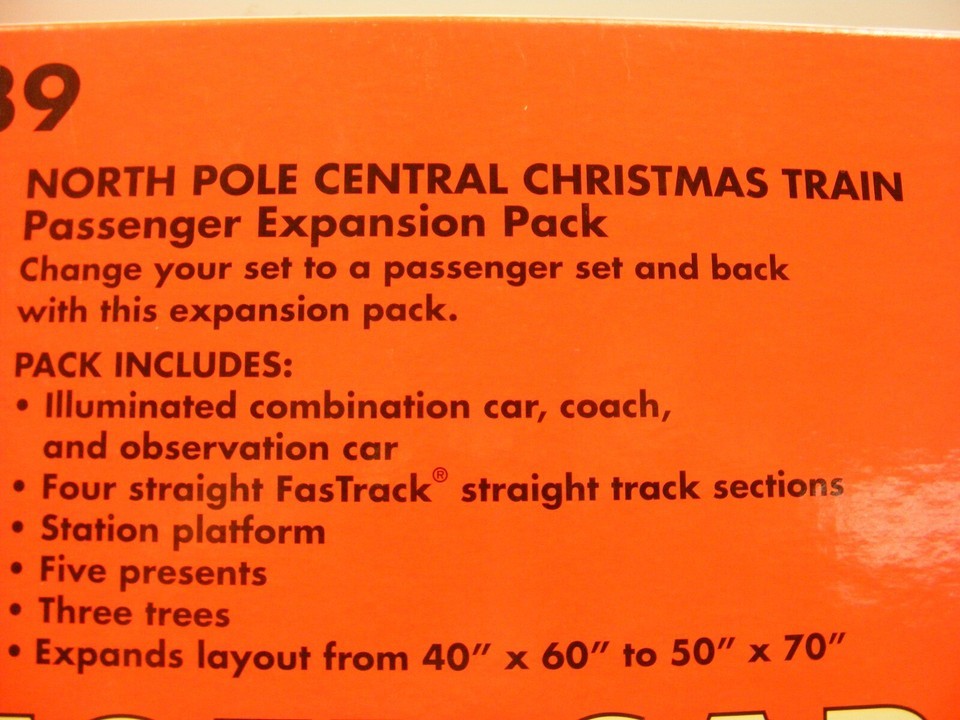 39
NORTH POLE CENTRAL CHRISTMAS TRAIN
Passenger Expansion Pack
Change your set to a passenger set and back
with this expansion pack.
PACK INCLUDES:
• Illuminated combination car, coach,
and observation car
• Four straight FasTrack® straight track sections
• Station platform
• Five presents
• Three trees
• Expands layout from 40” x 60” to 50” x 70”